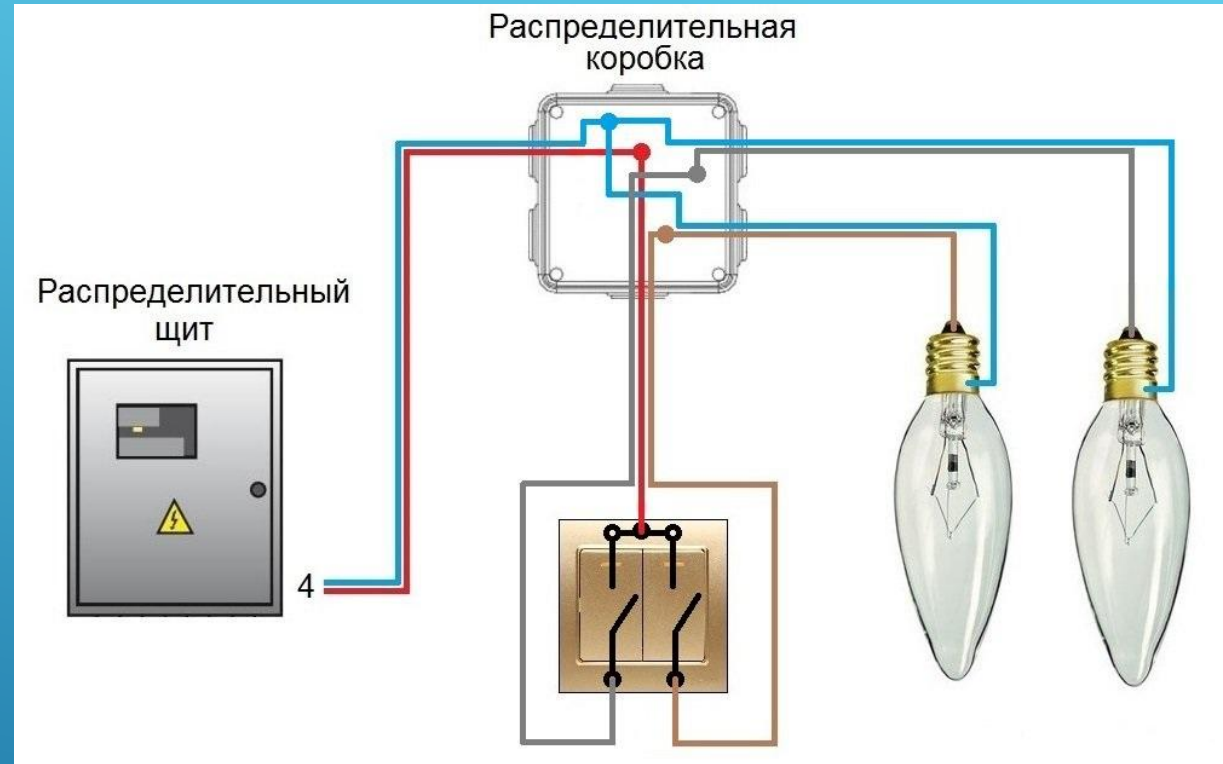 Распределительная
коробка
Распределительный
щит
4